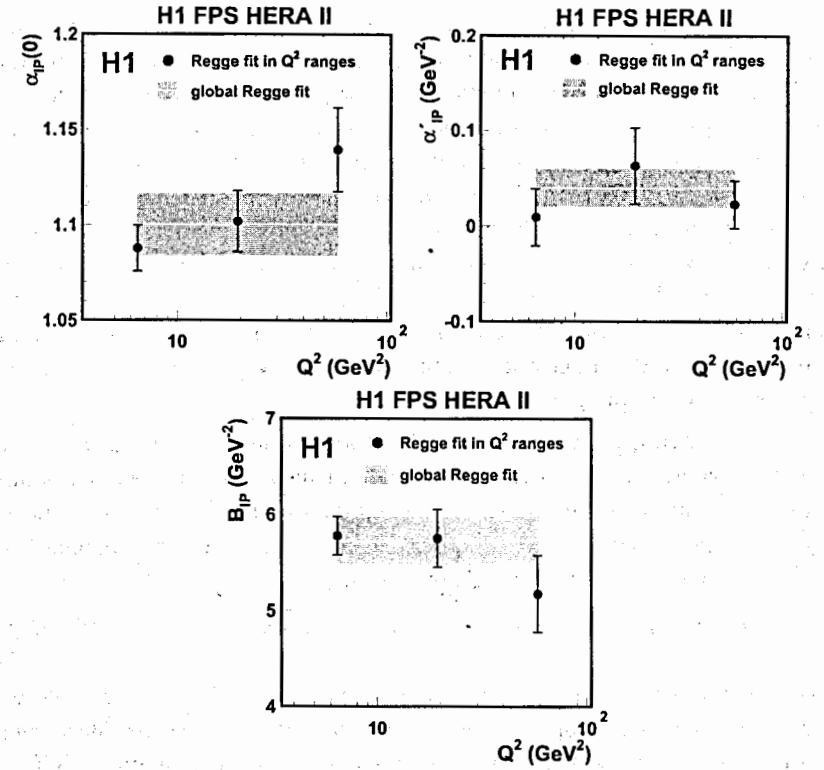 H1 FPS HERA II
α_IP(0)
1.2
1.15
1.1
1.05
H1
Regge fit in Q² ranges
global Regge fit
10
10²
Q² (GeV²)
H1 FPS HERA II
α′_IP (GeV⁻²)
0.2
0.1
0
-0.1
H1
Regge fit in Q² ranges
global Regge fit
10
10²
Q² (GeV²)
H1 FPS HERA II
B_IP (GeV⁻²)
7
6
5
4
H1
Regge fit in Q² ranges
global Regge fit
10
10²
Q² (GeV²)